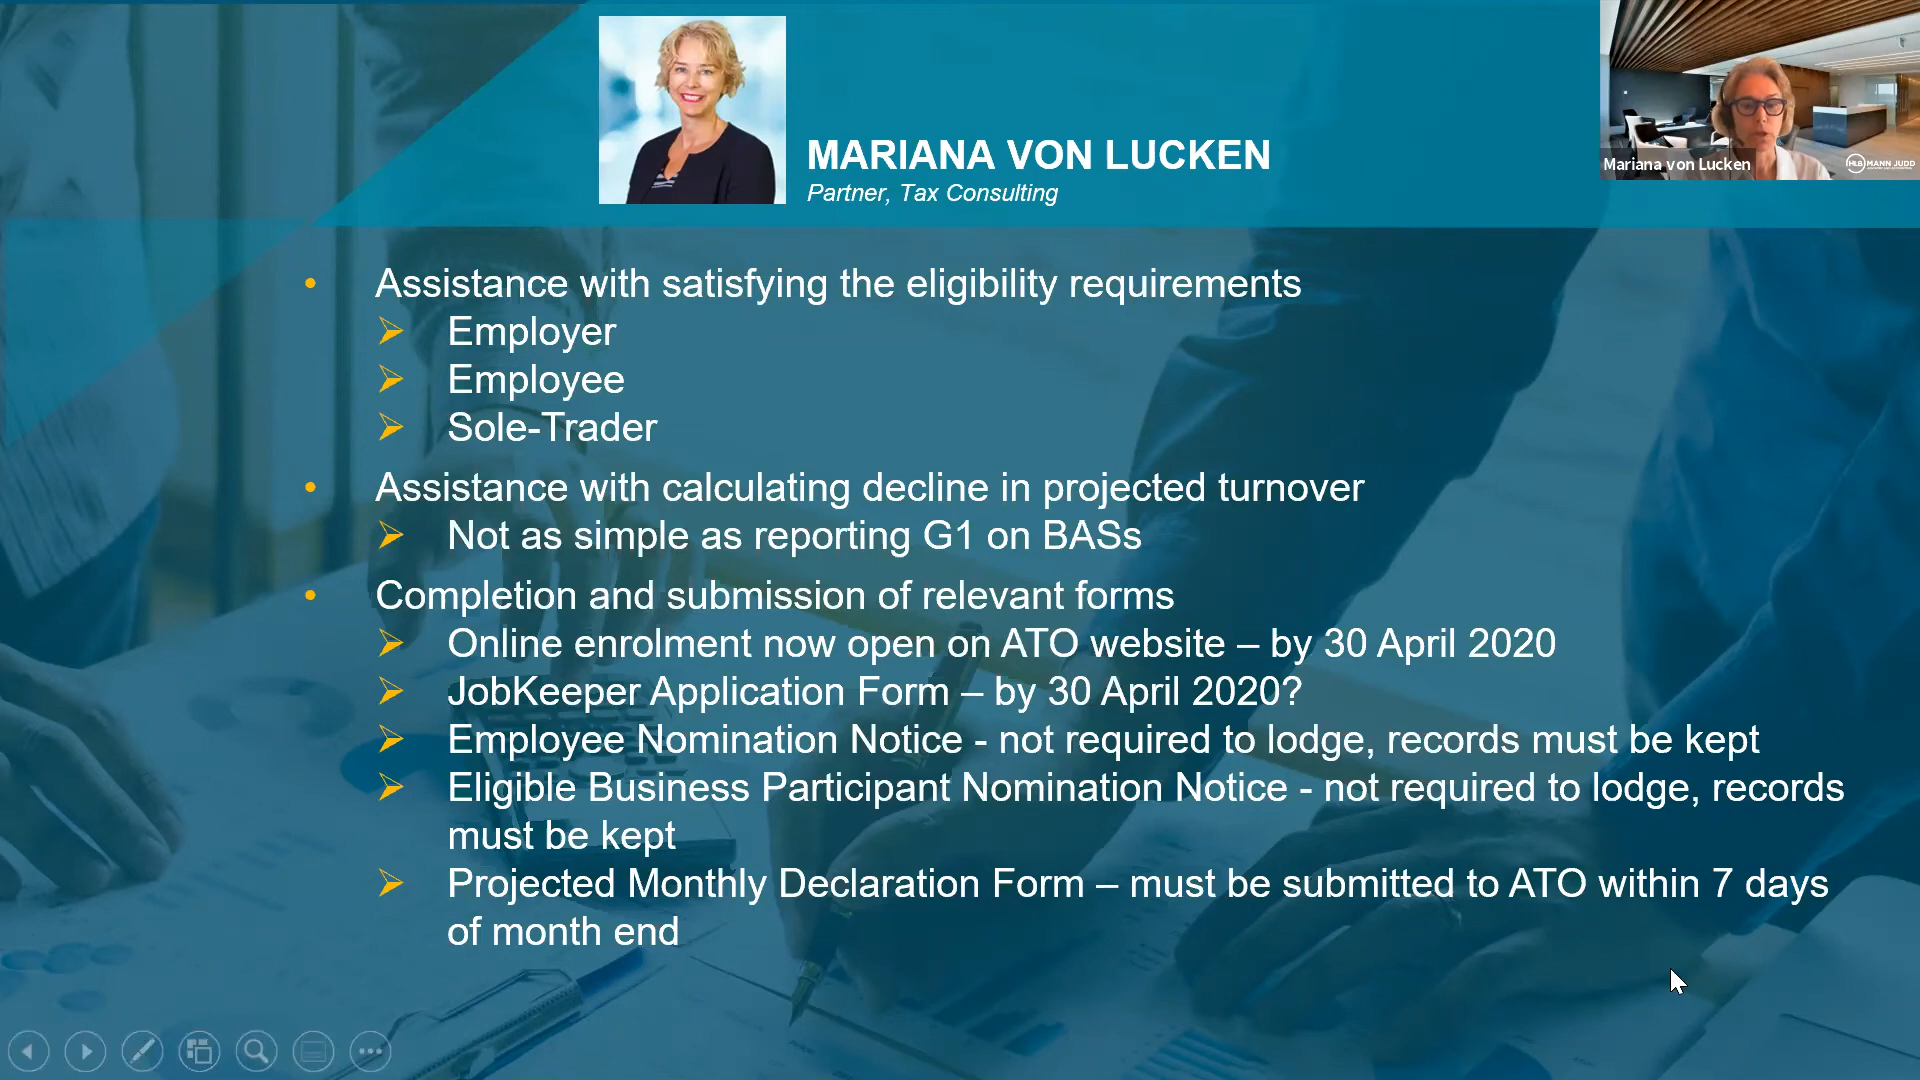 MARIANA VON LUCKEN
Partner, Tax Consulting
Mariana von Lucken
HLB MANN JUDD
• Assistance with satisfying the eligibility requirements
➢ Employer
➢ Employee
➢ Sole-Trader
• Assistance with calculating decline in projected turnover
➢ Not as simple as reporting G1 on BASs
• Completion and submission of relevant forms
➢ Online enrolment now open on ATO website – by 30 April 2020
➢ JobKeeper Application Form – by 30 April 2020?
➢ Employee Nomination Notice - not required to lodge, records must be kept
➢ Eligible Business Participant Nomination Notice - not required to lodge, records
must be kept
➢ Projected Monthly Declaration Form – must be submitted to ATO within 7 days
of month end